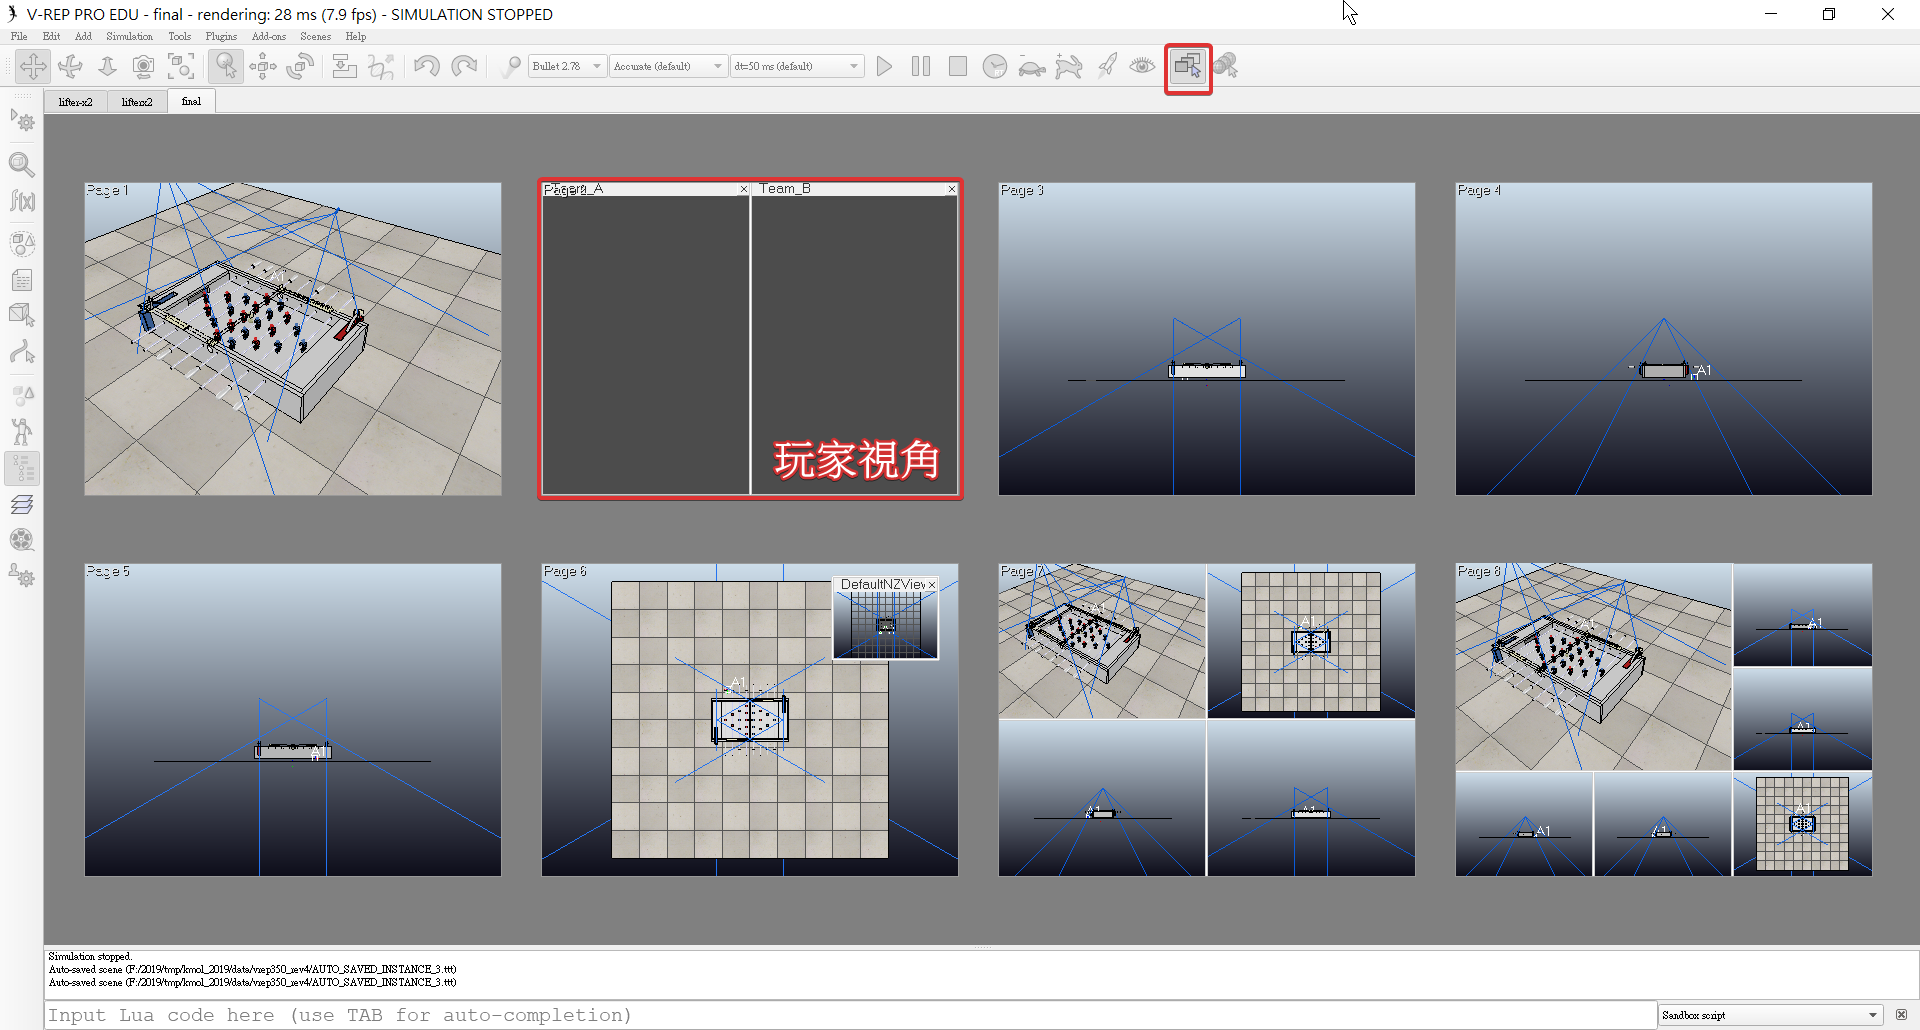 V-REP PRO EDU - final - rendering: 28 ms (7.9 fps) - SIMULATION STOPPED
File Edit Add Simulation Tools Plugins Add-ons Scenes Help
Bullet 2.78 Accurate (default) dt=50 ms (default)
lifter-x2 lifterx2 final
f(x)
Page 1
Page 2 Team_A × Team_B ×
Page 3
Page 4
A1
玩家視角
A1
Page 5
Page 6
DefaultNZView ×
Page 7
Page 8
A1
A1
A1
A1
A1
A1
A1
A1
A1
A1
A1
A1
A1
Simulation stopped.
Auto-saved scene (F:/2019/tmp/kmol_2019/data/vrep350_rev4/AUTO_SAVED_INSTANCE_3.ttt)
Auto-saved scene (F:/2019/tmp/kmol_2019/data/vrep350_rev4/AUTO_SAVED_INSTANCE_3.ttt)
Input Lua code here (use TAB for auto-completion)
Sandbox script